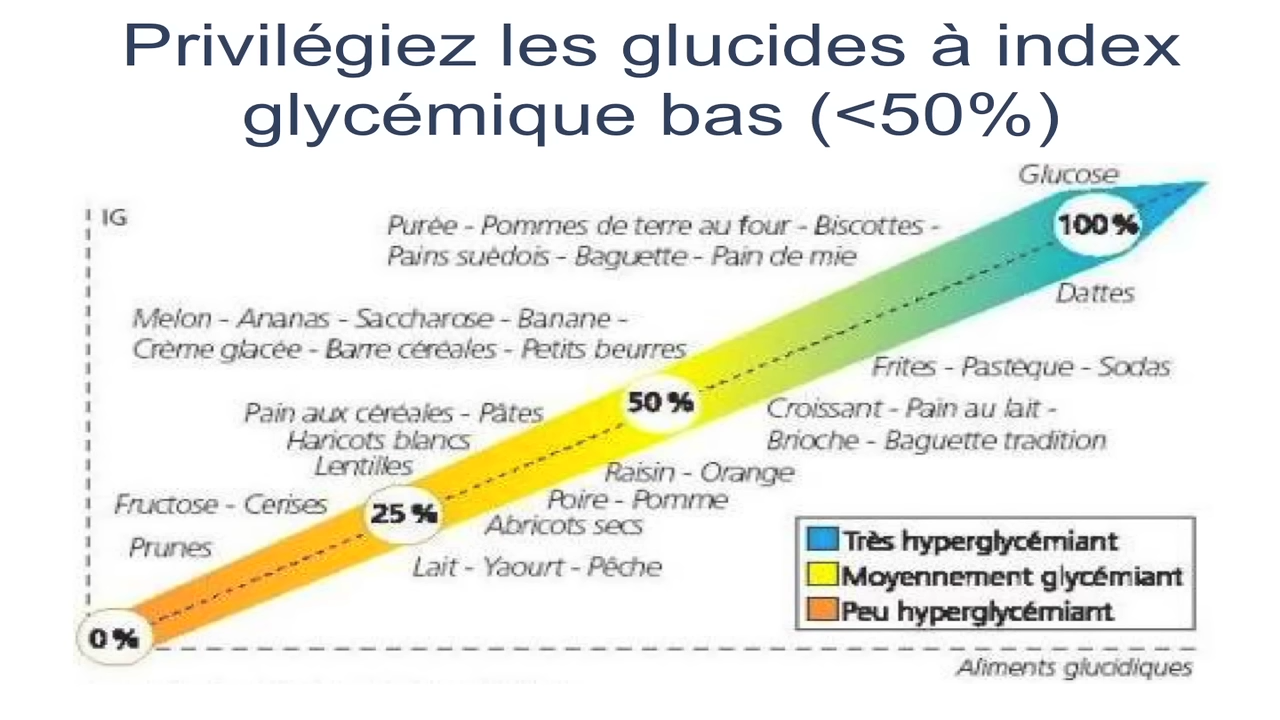 Privilégiez les glucides à index
glycémique bas (<50%)
Glucose
IG
100%
Purée - Pommes de terre au four - Biscottes -
Pains suèdois - Baguette - Pain de mie
Dattes
Melon - Ananas - Saccharose - Banane -
Crème glacée - Barre céréales - Petits beurres
Frites - Pastèque - Sodas
50%
Pain aux céréales - Pâtes
Haricots blancs
Lentilles
Croissant - Pain au lait -
Brioche - Baguette tradition
Raisin - Orange
Poire - Pomme
Abricots secs
Fructose - Cerises
25%
Prunes
Lait - Yaourt - Pêche
Très hyperglycémiant
Moyennement glycémiant
Peu hyperglycémiant
0%
Aliments glucidiques